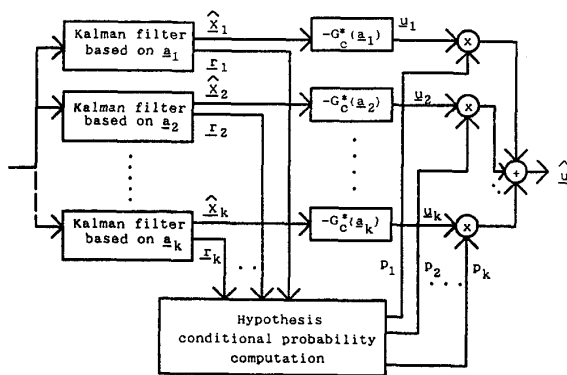 Kalman filter
based on a1
x̂1
r1
-G*c(a1)
u1
x
Kalman filter
based on a2
x̂2
r2
-G*c(a2)
u2
x
+
û
Kalman filter
based on ak
x̂k
rk
-G*c(ak)
uk
x
p1
p2
pk
Hypothesis
conditional probability
computation